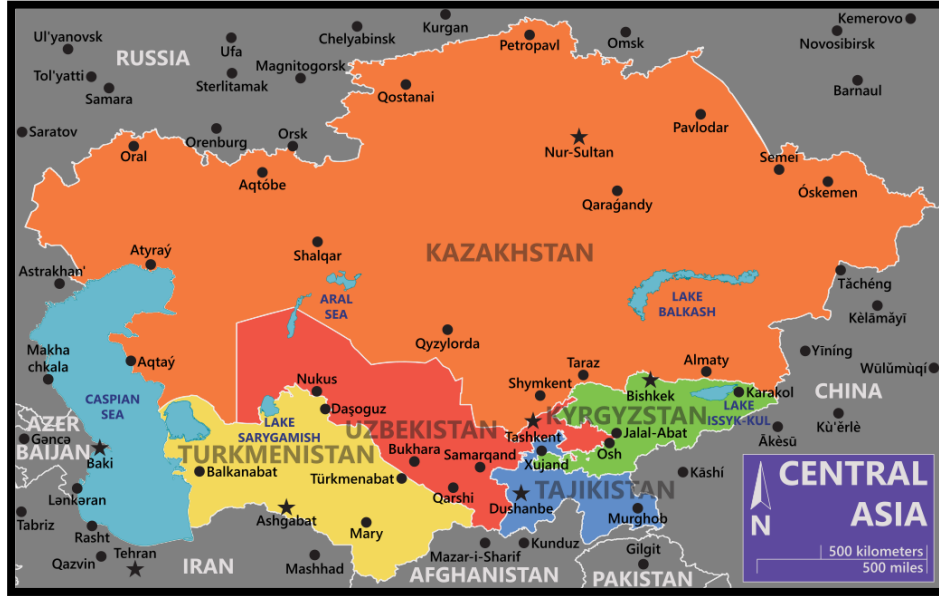 Ul'yanovsk
RUSSIA
Ufa
Chelyabinsk
Kurgan
Petropavl
Omsk
Kemerovo
Novosibirsk
Tol'yatti
Samara
Sterlitamak
Magnitogorsk
Qostanai
Barnaul
Saratov
Orenburg
Orsk
Pavlodar
Oral
Nur-Sultan
Semei
Aqtóbe
Óskemen
Qaraǵandy
Atyraý
Shalqar
KAZAKHSTAN
Astrakhan'
ARAL
SEA
LAKE
BALKASH
Tǎchéng
Kèlāmǎyī
Qyzylorda
Makha
chkala
Aqtaý
Taraz
Almaty
Yīníng
Wūlǔmùqí
Nukus
Shymkent
Bishkek
Karakol
CHINA
CASPIAN
SEA
Daşoguz
KYRGYZSTAN
LAKE
ISSYK-KUL
AZER
BAIJAN
Gəncə
LAKE
SARYGAMISH
UZBEKISTAN
Tashkent
Jalal-Abat
Ākèsū
Kù'ěrlè
Baki
TURKMENISTAN
Bukhara
Samarqand
Xujand
Osh
Balkanabat
Türkmenabat
Kāshí
CENTRAL
ASIA
Lənkəran
Qarshi
TAJIKISTAN
Dushanbe
Tabriz
Ashgabat
Mary
Murghob
N
Rasht
Tehran
Qazvin
IRAN
Mashhad
Mazar-i-Sharif
Kunduz
Gilgit
AFGHANISTAN
PAKISTAN
500 kilometers
500 miles